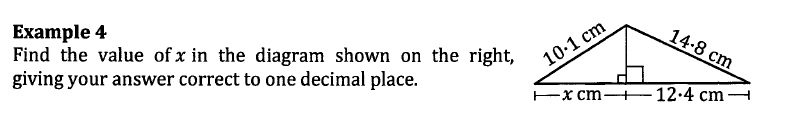 Example 4
Find the value of x in the diagram shown on the right,
giving your answer correct to one decimal place.
10·1 cm
14·8 cm
x cm
12·4 cm